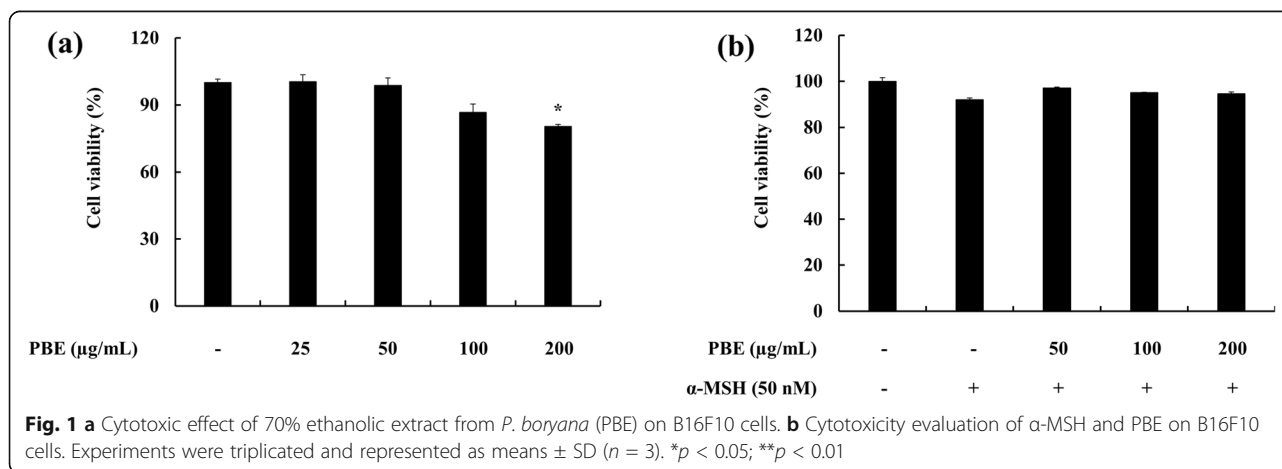 (a)
120
90
60
30
0
Cell viability (%)
*
PBE (µg/mL) - 25 50 100 200
(b)
120
100
80
60
40
20
0
Cell viability (%)
PBE (µg/mL) - - 50 100 200
α-MSH (50 nM) - + + + +
Fig. 1 a Cytotoxic effect of 70% ethanolic extract from P. boryana (PBE) on B16F10 cells. b Cytotoxicity evaluation of α-MSH and PBE on B16F10
cells. Experiments were triplicated and represented as means ± SD (n = 3). *p < 0.05; **p < 0.01